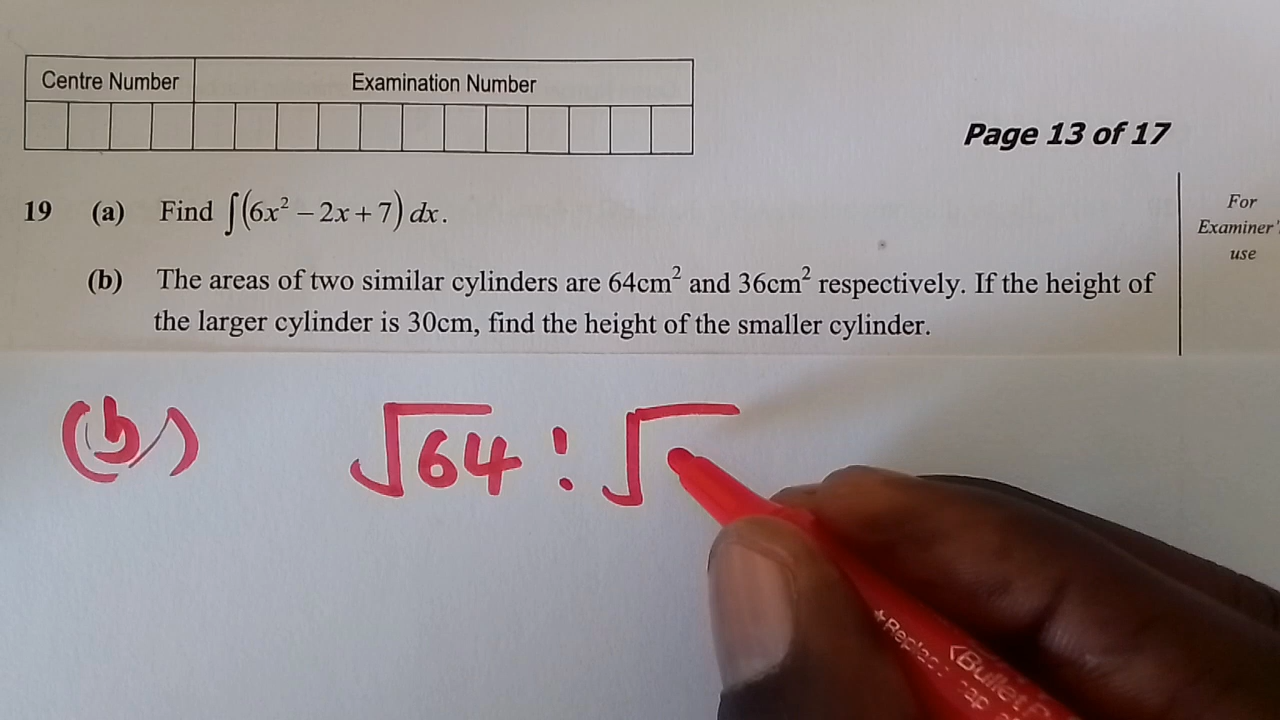 Centre Number Examination Number
Page 13 of 17
For
Examiner's
use
19 (a) Find ∫(6x² − 2x + 7) dx.
(b) The areas of two similar cylinders are 64cm² and 36cm² respectively. If the height of
the larger cylinder is 30cm, find the height of the smaller cylinder.
(b) √64 : √